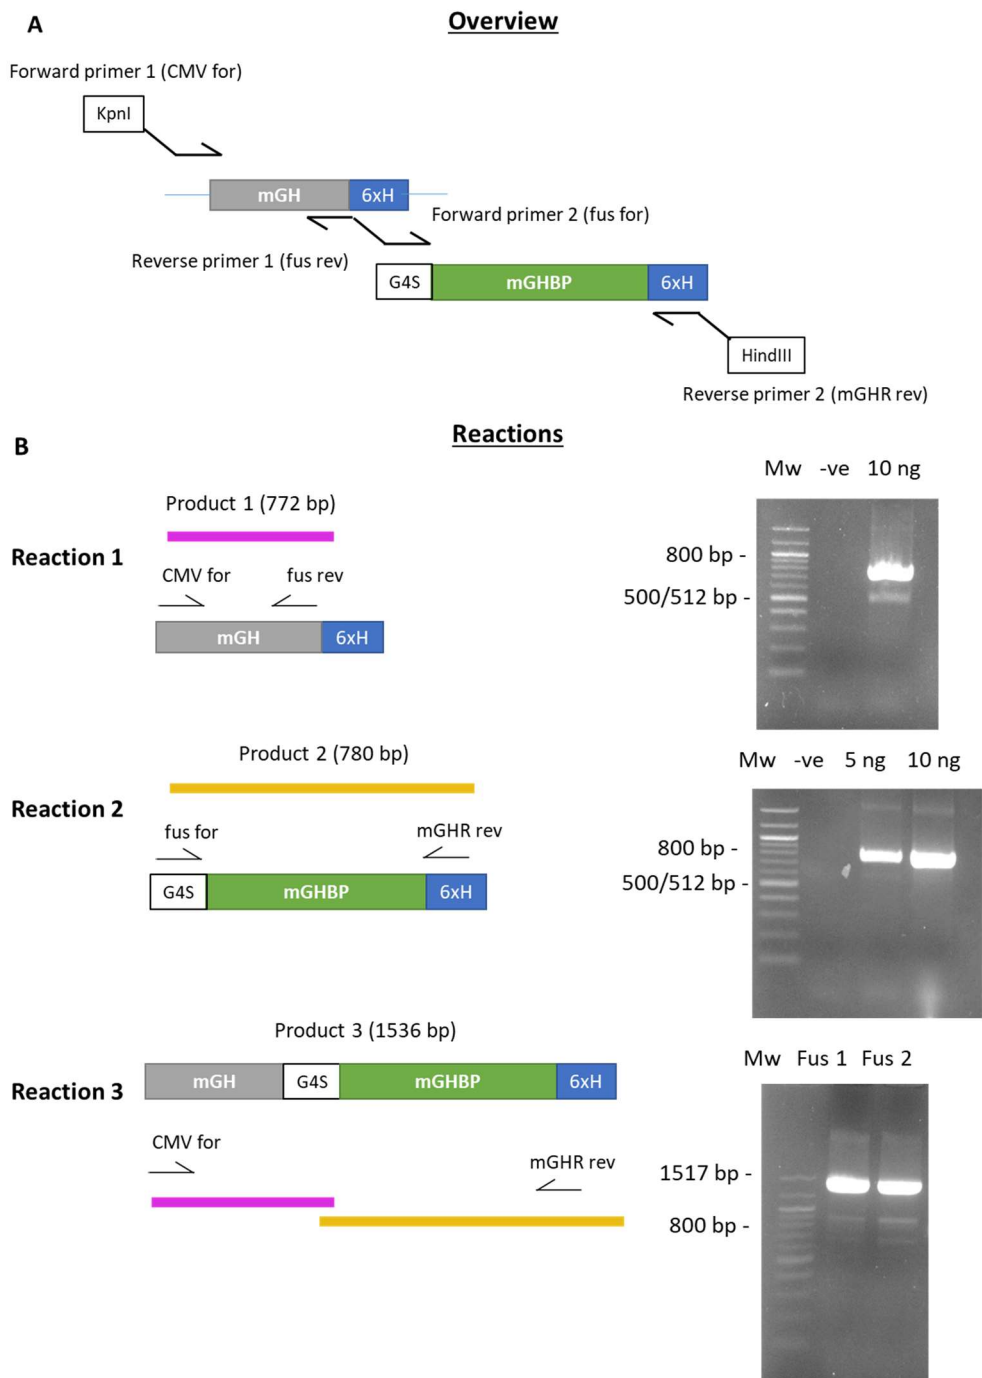 A
Overview
Forward primer 1 (CMV for)
KpnI
mGH
6xH
Forward primer 2 (fus for)
Reverse primer 1 (fus rev)
G4S
mGHBP
6xH
HindIII
Reverse primer 2 (mGHR rev)
B
Reactions
Mw -ve 10 ng
Product 1 (772 bp)
Reaction 1
CMV for
fus rev
mGH
6xH
800 bp -
500/512 bp -
Mw -ve 5 ng 10 ng
Product 2 (780 bp)
Reaction 2
fus for
mGHR rev
G4S
mGHBP
6xH
800 bp -
500/512 bp -
Product 3 (1536 bp)
Mw Fus 1 Fus 2
Reaction 3
mGH
G4S
mGHBP
6xH
CMV for
mGHR rev
1517 bp -
800 bp -